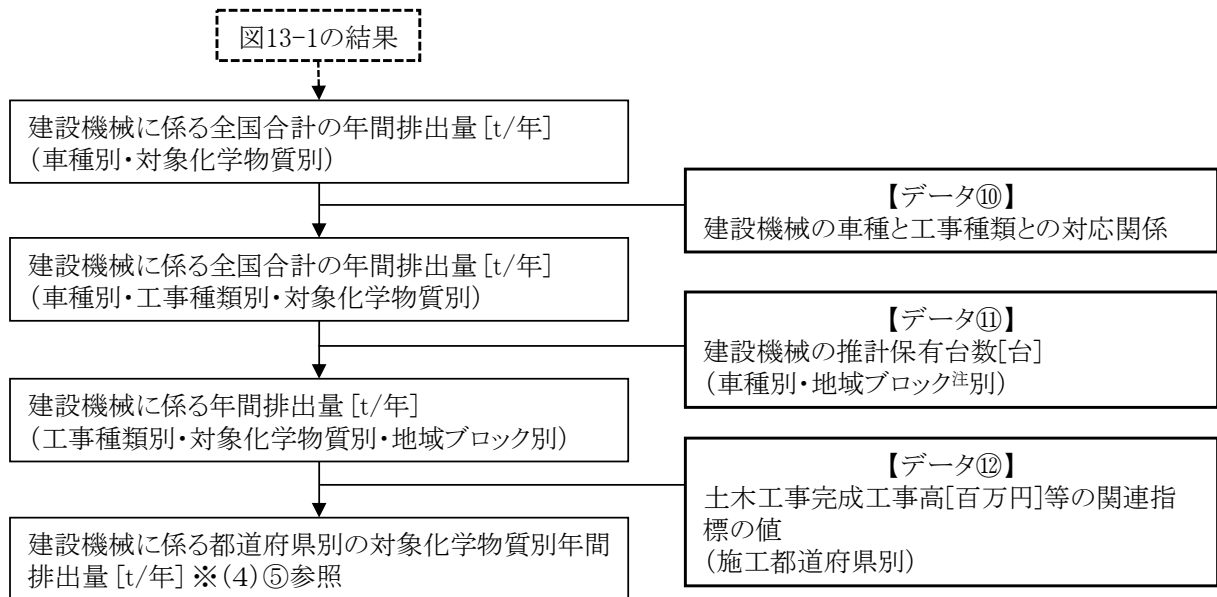 図13-1の結果
建設機械に係る全国合計の年間排出量[t/年]
（車種別・対象化学物質別）
【データ⑩】
建設機械の車種と工事種類との対応関係
建設機械に係る全国合計の年間排出量[t/年]
（車種別・工事種類別・対象化学物質別）
【データ⑪】
建設機械の推計保有台数[台]
（車種別・地域ブロック注別）
建設機械に係る年間排出量[t/年]
（工事種類別・対象化学物質別・地域ブロック別）
【データ⑫】
土木工事完成工事高[百万円]等の関連指
標の値
(施工都道府県別)
建設機械に係る都道府県別の対象化学物質別年間
排出量[t/年]※(4)⑤参照